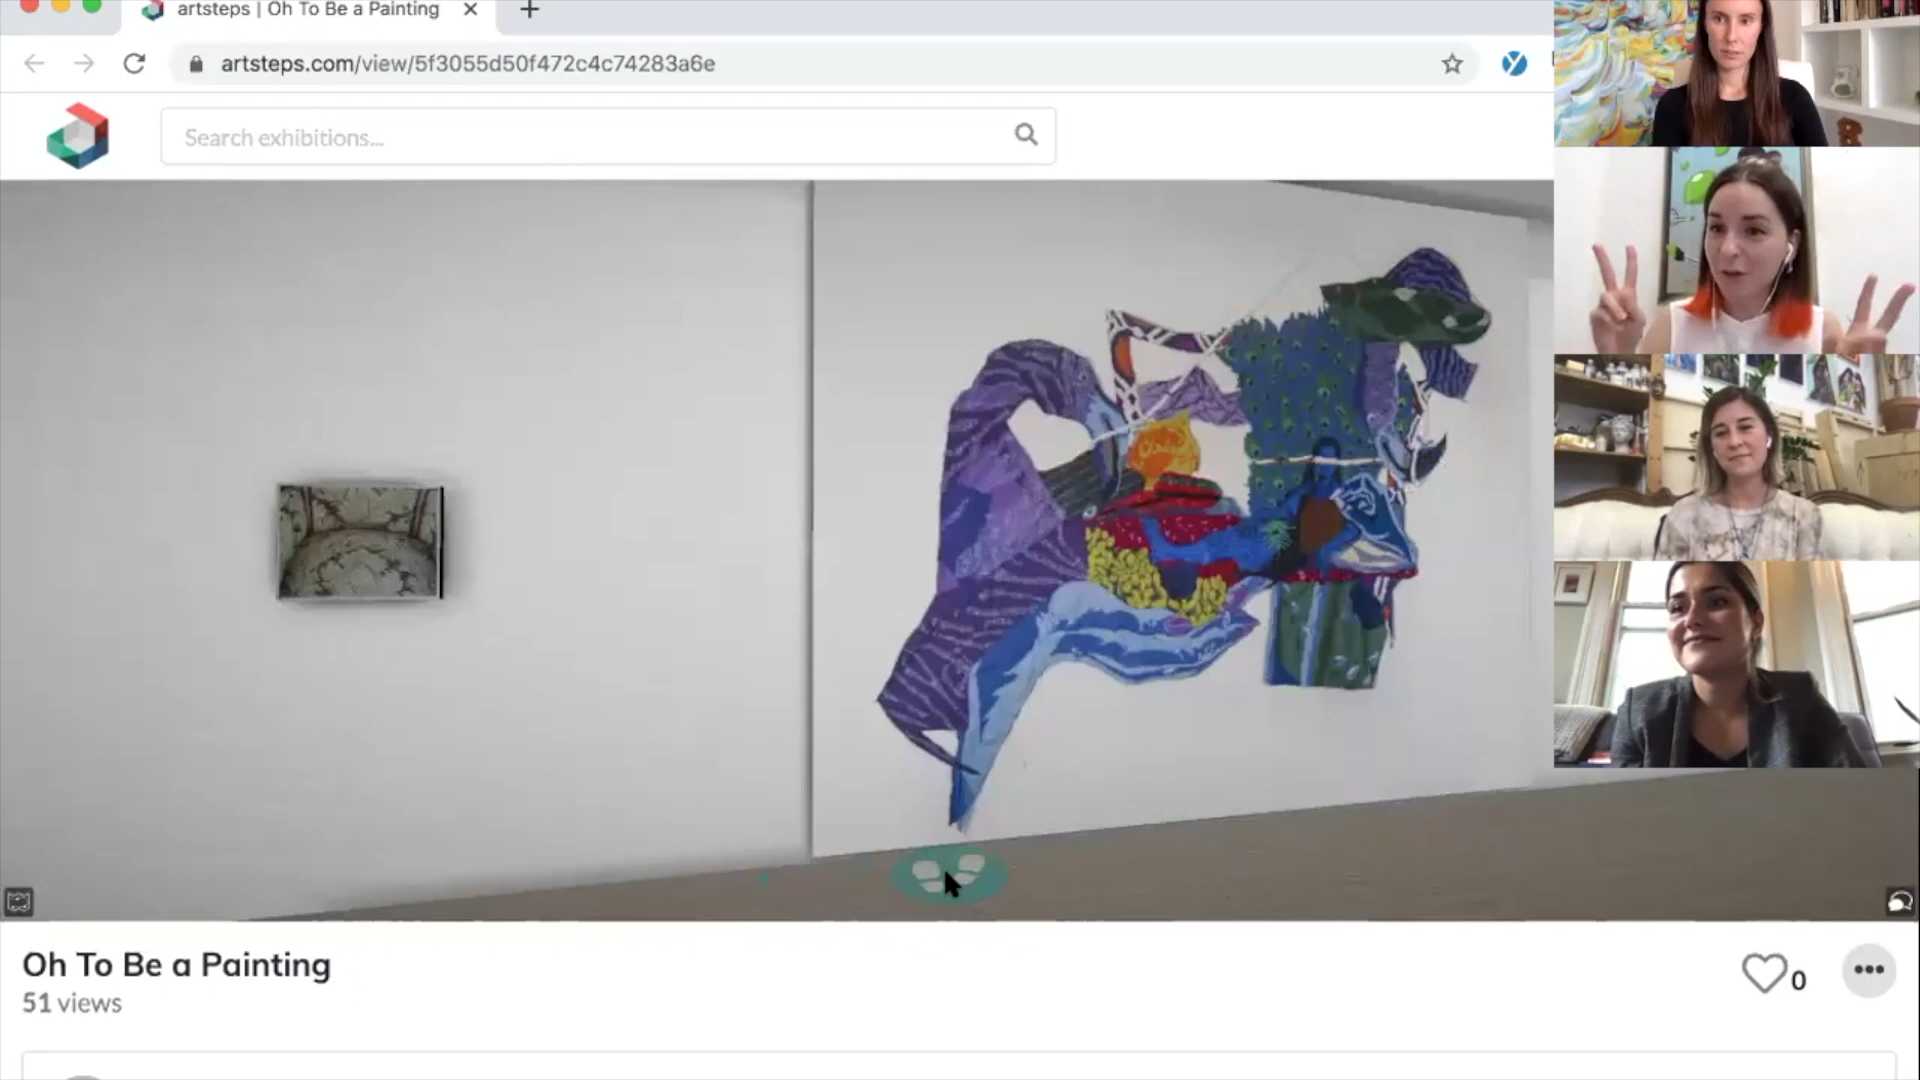 artsteps | Oh To Be a Painting
artsteps.com/view/5f3055d50f472c4c74283a6e
Search exhibitions...
Oh To Be a Painting
0
51 views